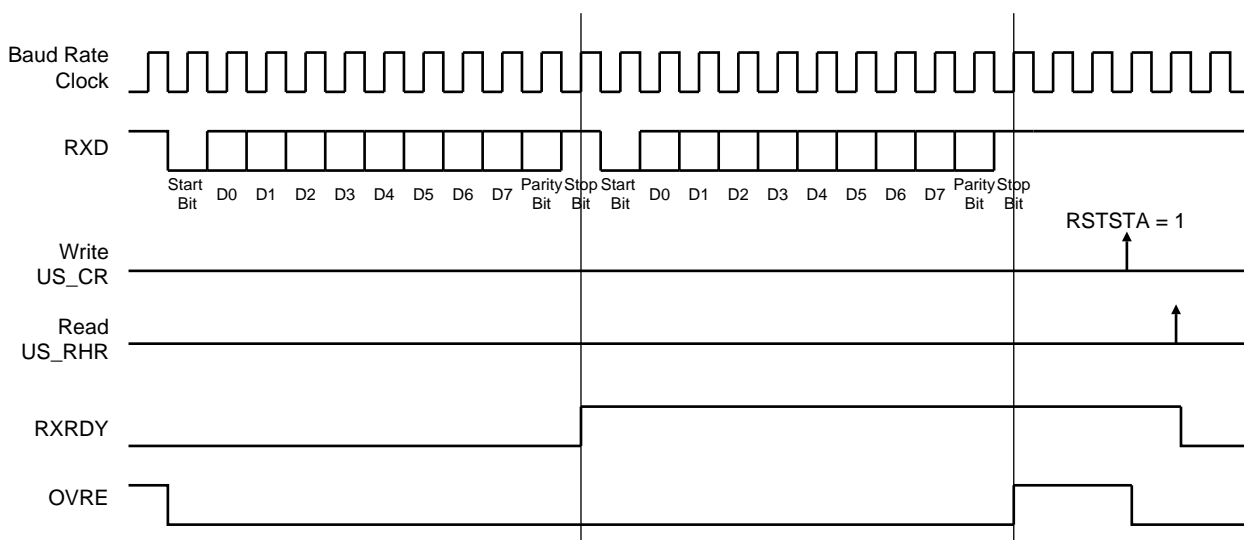 Baud Rate
Clock
RXD
Start
Bit
D0
D1
D2
D3
D4
D5
D6
D7
Parity
Bit
Stop
Bit
Start
Bit
D0
D1
D2
D3
D4
D5
D6
D7
Parity
Bit
Stop
Bit
RSTSTA = 1
Write
US_CR
Read
US_RHR
RXRDY
OVRE